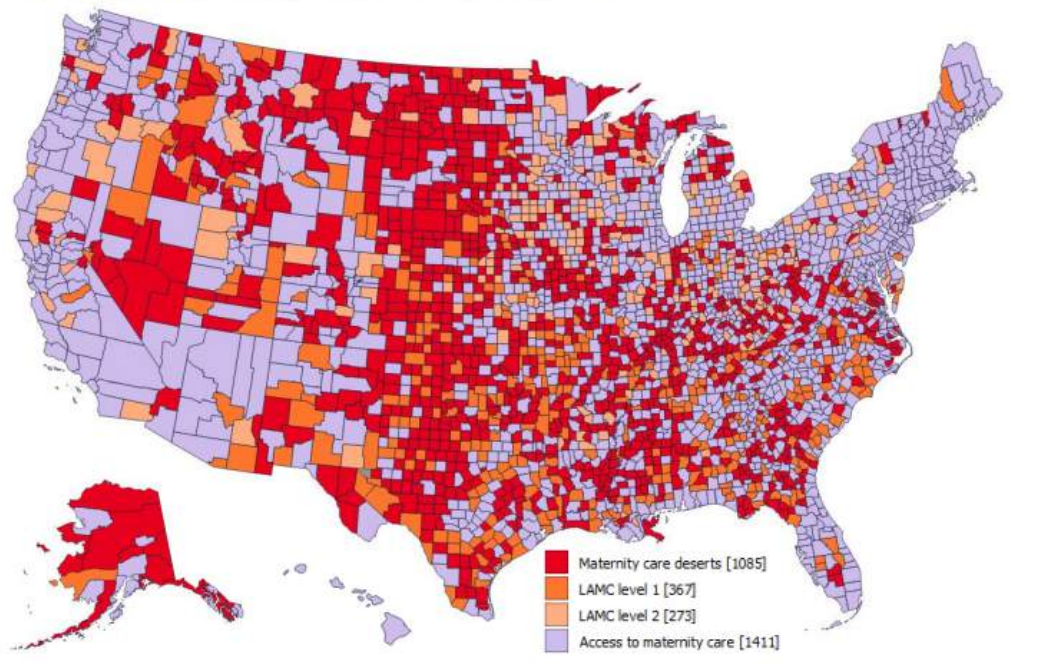 Maternity care deserts [1085]
LAMC level 1 [367]
LAMC level 2 [273]
Access to maternity care [1411]